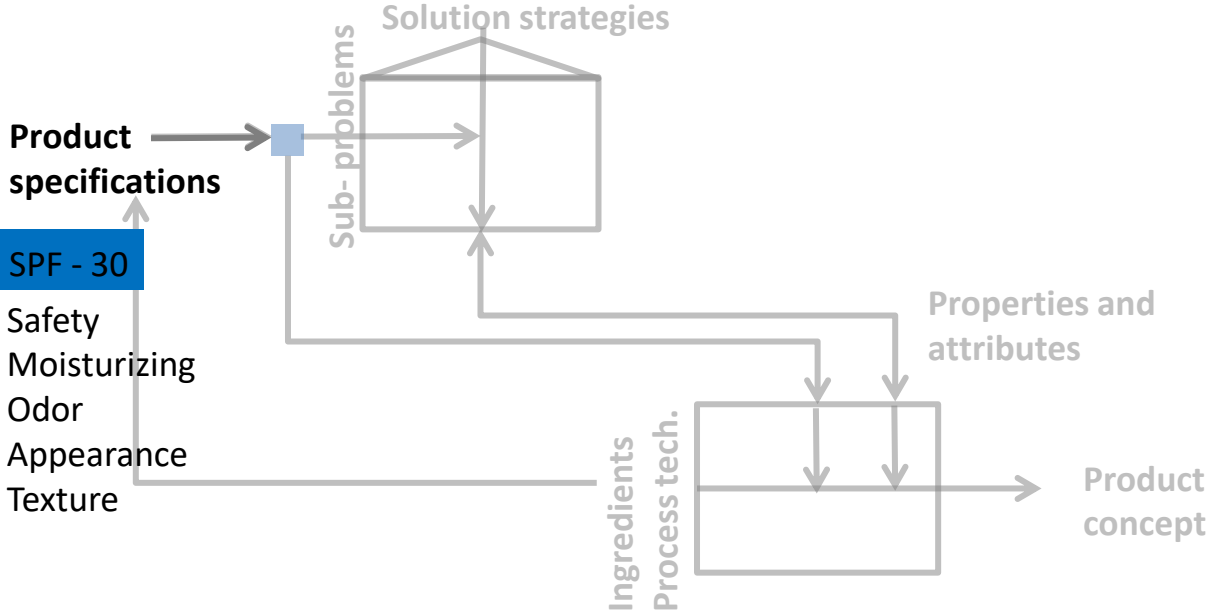 Solution strategies
Sub- problems
Product
specifications
SPF - 30
Safety
Moisturizing
Odor
Appearance
Texture
Properties and
attributes
Ingredients
Process tech.
Product
concept